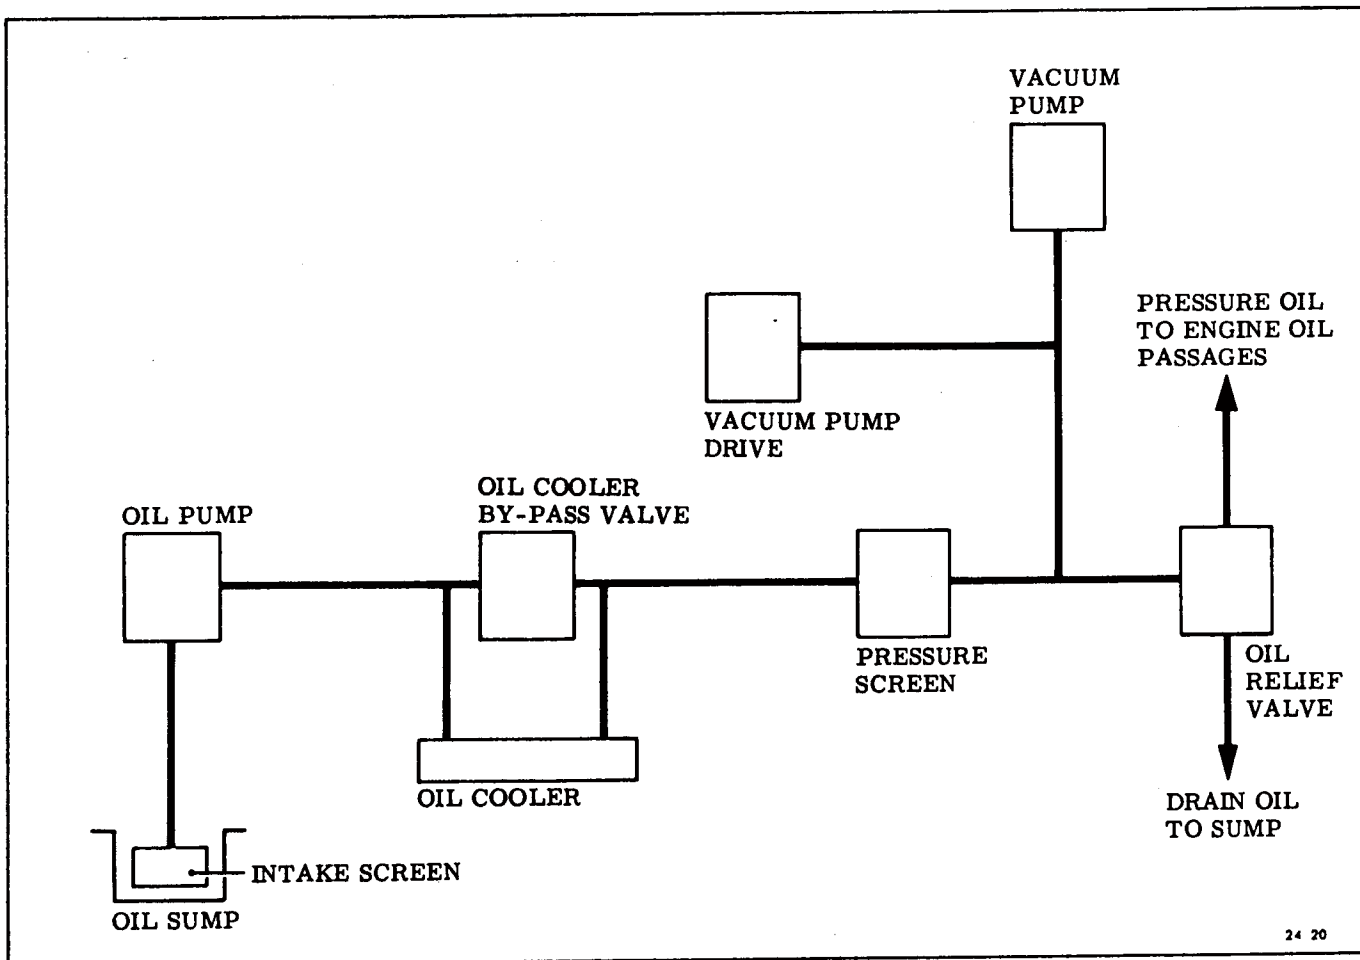 VACUUM
PUMP
PRESSURE OIL
TO ENGINE OIL
PASSAGES
VACUUM PUMP
DRIVE
OIL COOLER
BY-PASS VALVE
OIL PUMP
PRESSURE
SCREEN
OIL
RELIEF
VALVE
OIL COOLER
DRAIN OIL
TO SUMP
INTAKE SCREEN
OIL SUMP
24 20